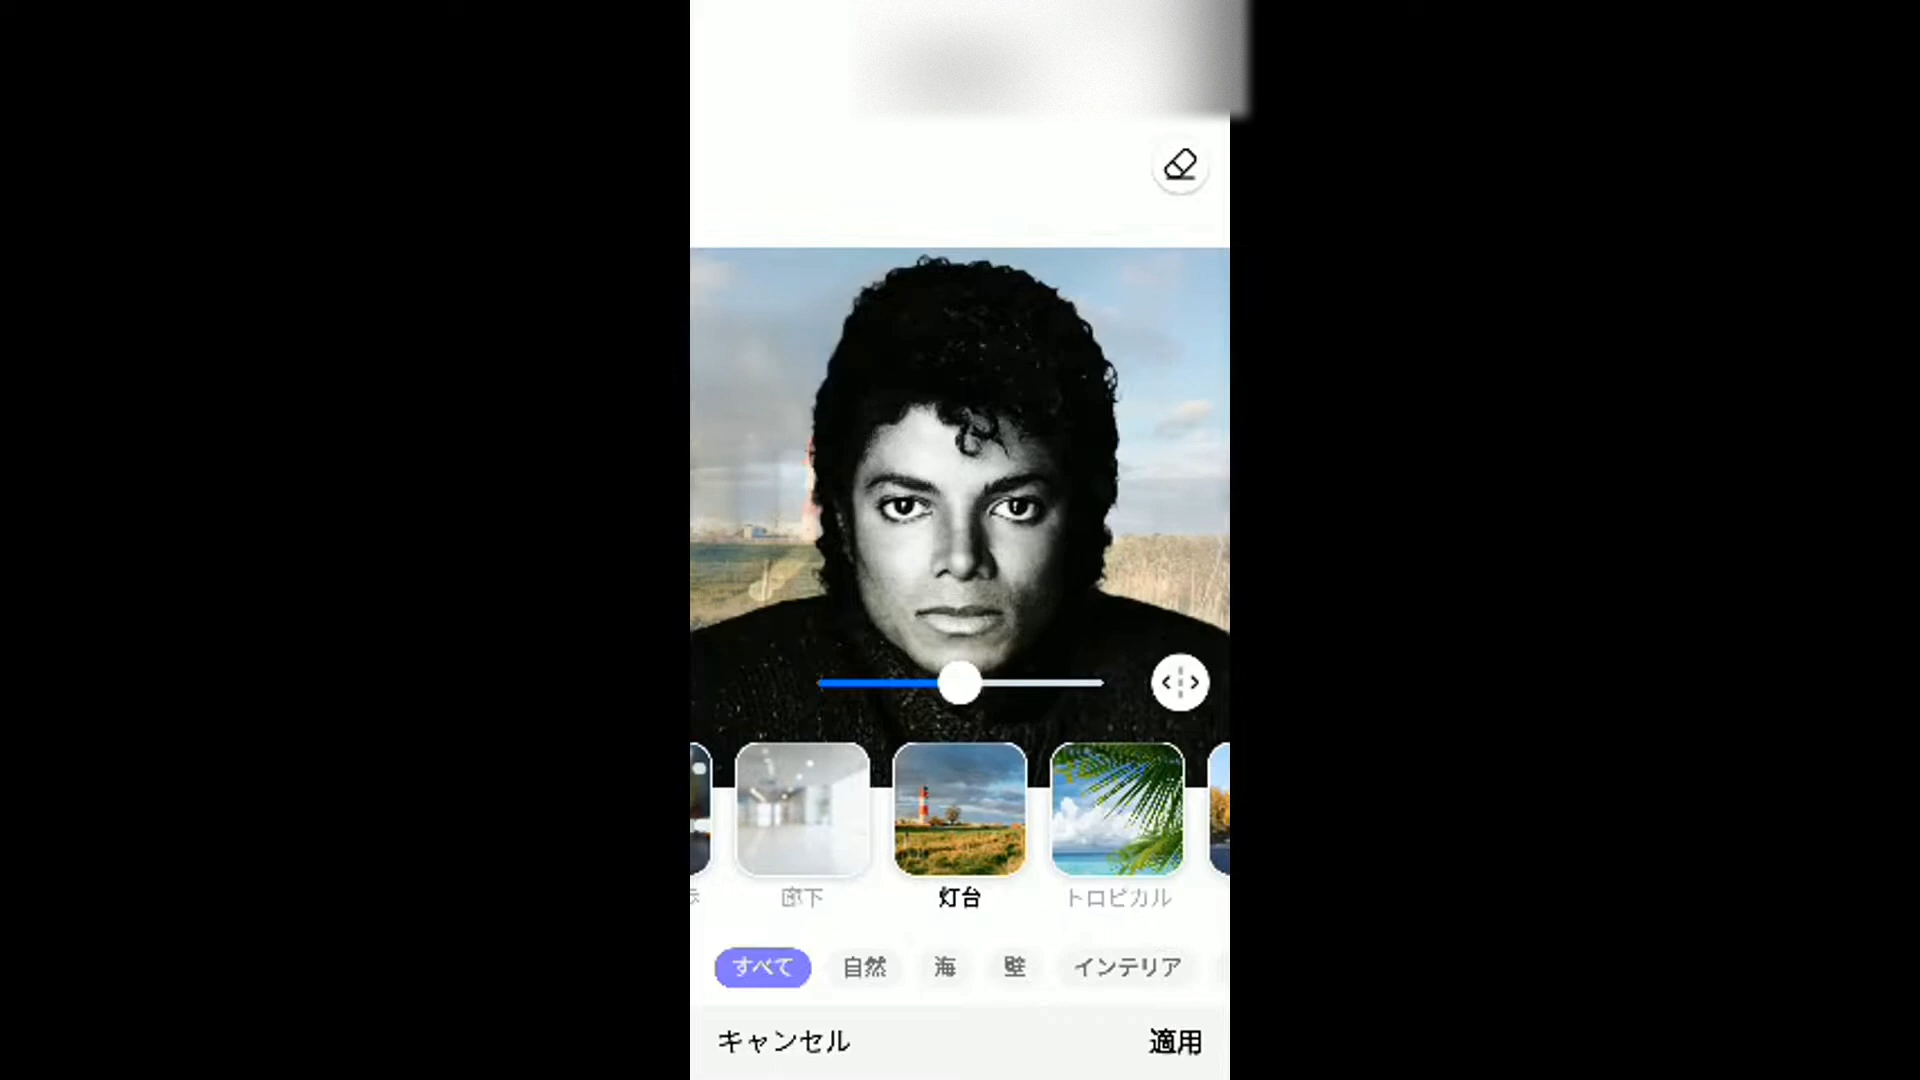 廊下
灯台
トロピカル
すべて 自然 海 壁 インテリア
キャンセル 適用